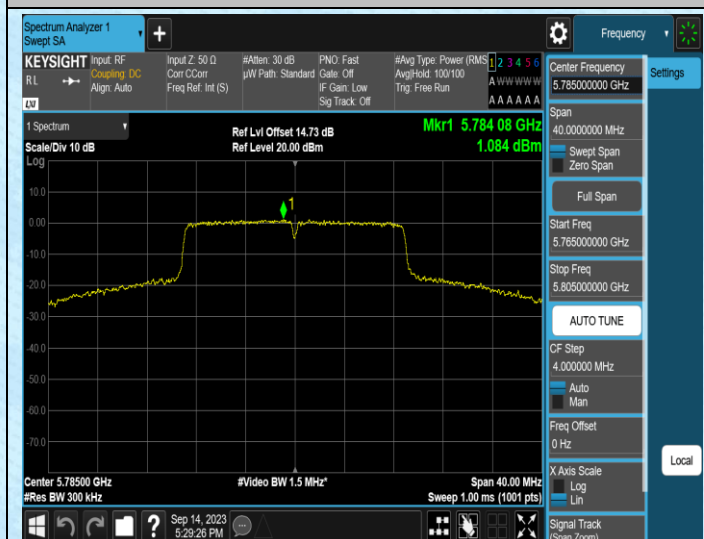 Spectrum Analyzer 1
Swept SA
+
Frequency
KEYSIGHT
R L
LXI
Input: RF
Coupling: DC
Align: Auto
Input Z: 50 Ω
Corr CCorr
Freq Ref: Int (S)
#Atten: 30 dB
µW Path: Standard
PNO: Fast
Gate: Off
IF Gain: Low
Sig Track: Off
#Avg Type: Power (RMS
Avg|Hold: 100/100
Trig: Free Run
1 2 3 4 5 6
A W W W W W
A A A A A A
1 Spectrum
Scale/Div 10 dB
Log
Ref Lvl Offset 14.73 dB
Ref Level 20.00 dBm
Mkr1 5.784 08 GHz
1.084 dBm
10.0
0.00
-10.0
-20.0
-30.0
-40.0
-50.0
-60.0
-70.0
1
Center 5.78500 GHz
#Res BW 300 kHz
#Video BW 1.5 MHz*
Span 40.00 MHz
Sweep 1.00 ms (1001 pts)
Center Frequency
5.785000000 GHz
Settings
Span
40.0000000 MHz
Swept Span
Zero Span
Full Span
Start Freq
5.765000000 GHz
Stop Freq
5.805000000 GHz
AUTO TUNE
CF Step
4.000000 MHz
Auto
Man
Freq Offset
0 Hz
X Axis Scale
Log
Lin
Local
Signal Track
(Span Zoom)
?
Sep 14, 2023
5:29:26 PM